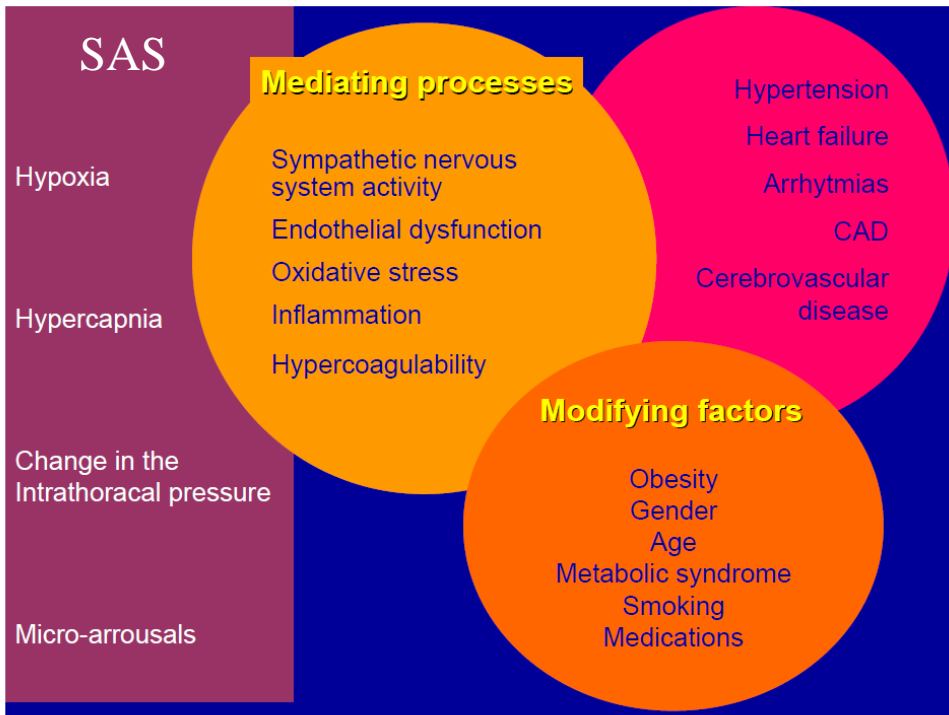 SAS
Hypoxia
Hypercapnia
Change in the
Intrathoracal pressure
Micro-arrousals
Mediating processes
Sympathetic nervous
system activity
Endothelial dysfunction
Oxidative stress
Inflammation
Hypercoagulability
Hypertension
Heart failure
Arrhytmias
CAD
Cerebrovascular
disease
Modifying factors
Obesity
Gender
Age
Metabolic syndrome
Smoking
Medications